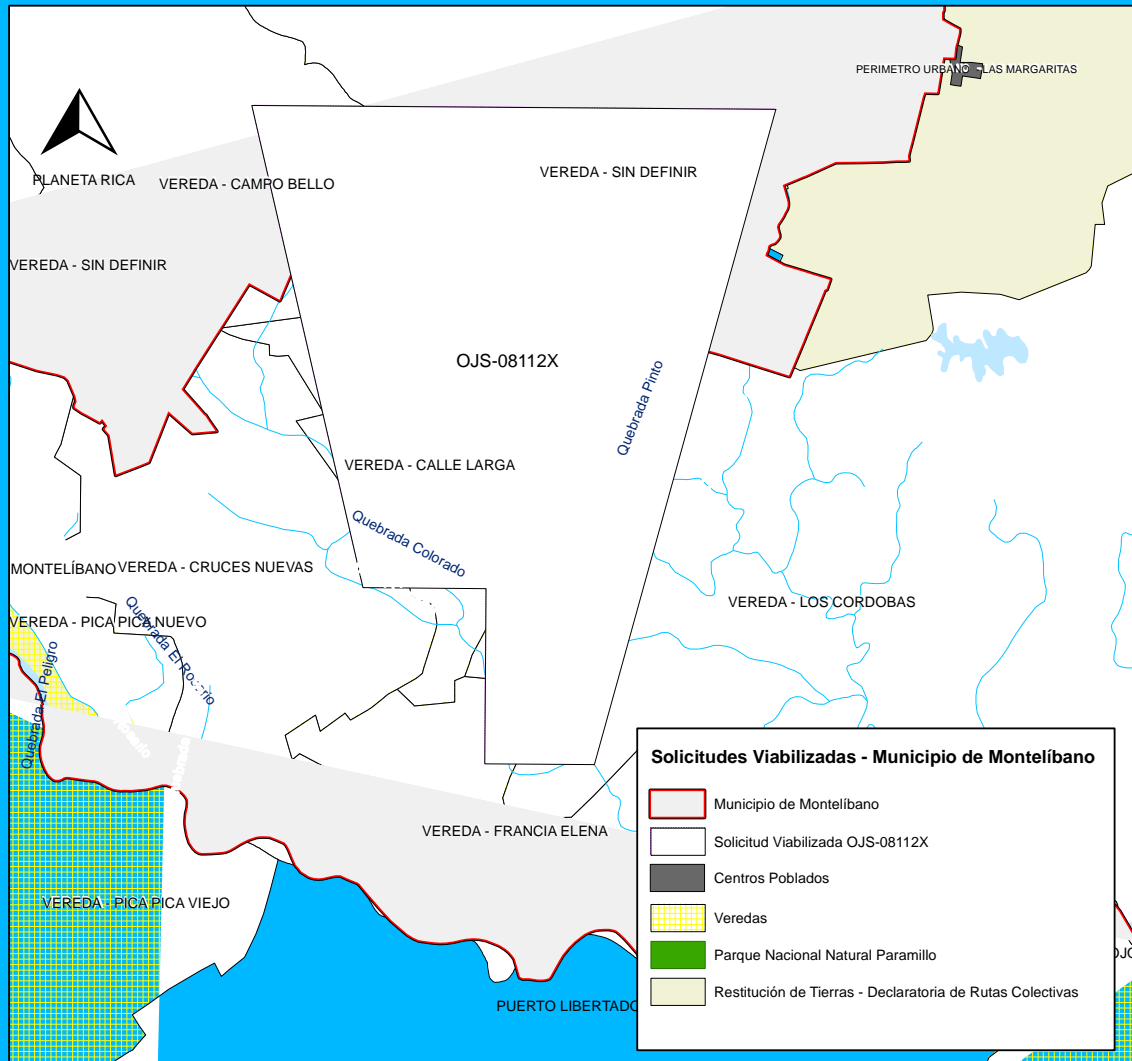 PERIMETRO URBANO - LAS MARGARITAS
VEREDA - SIN DEFINIR
PLANETA RICA
VEREDA - CAMPO BELLO
VEREDA - SIN DEFINIR
OJS-08112X
Quebrada Pinto
VEREDA - CALLE LARGA
Quebrada Colorado
MONTELÍBANO
VEREDA - CRUCES NUEVAS
VEREDA - LOS CORDOBAS
VEREDA - PICA PICA NUEVO
Quebrada El Peligro
VEREDA - FRANCIA ELENA
VEREDA - PICA PICA VIEJO
Solicitudes Viabilizadas - Municipio de Montelíbano
Municipio de Montelíbano
Solicitud Viabilizada OJS-08112X
Centros Poblados
Veredas
Parque Nacional Natural Paramillo
Restitución de Tierras - Declaratoria de Rutas Colectivas
PUERTO LIBERTADO